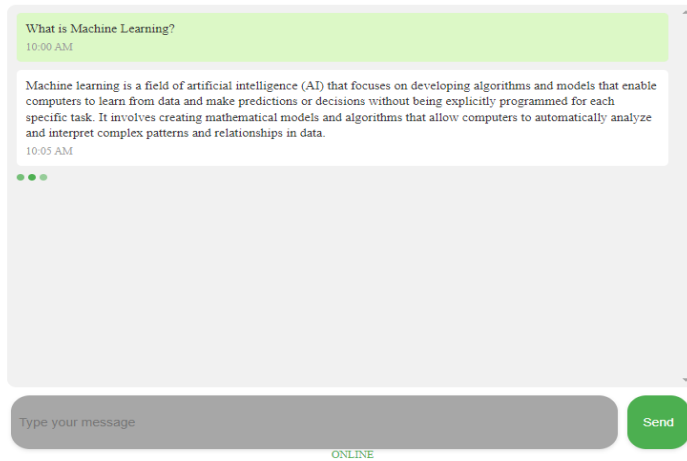 What is Machine Learning?
10:00 AM
Machine learning is a field of artificial intelligence (AI) that focuses on developing algorithms and models that enable
computers to learn from data and make predictions or decisions without being explicitly programmed for each
specific task. It involves creating mathematical models and algorithms that allow computers to automatically analyze
and interpret complex patterns and relationships in data.
10:05 AM
Type your message
Send
ONLINE